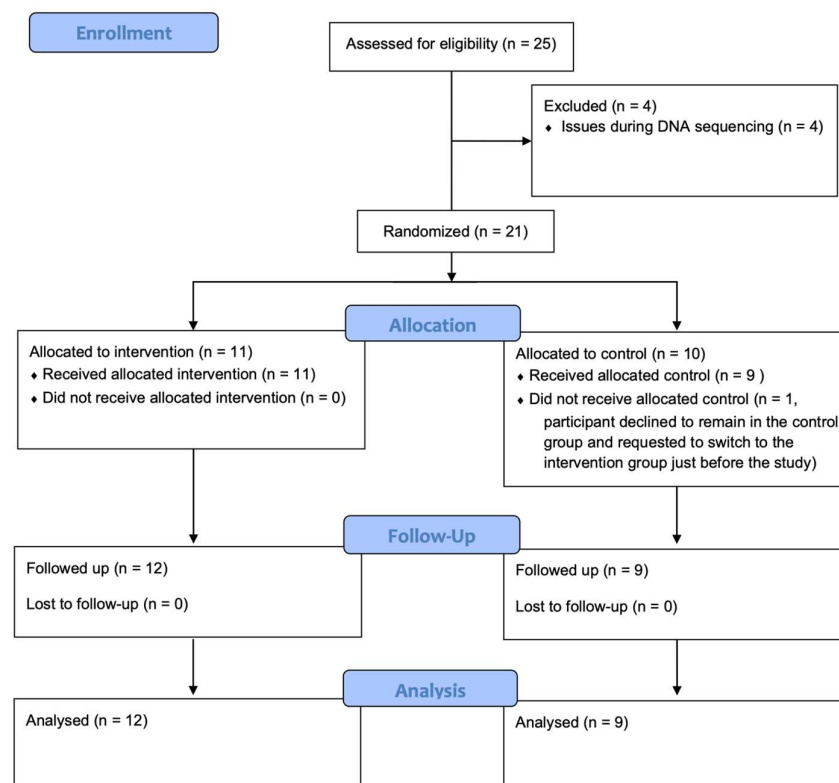 Enrollment
Assessed for eligibility (n = 25)
Excluded (n = 4)
♦ Issues during DNA sequencing (n = 4)
Randomized (n = 21)
Allocation
Allocated to intervention (n = 11)
♦ Received allocated intervention (n = 11)
♦ Did not receive allocated intervention (n = 0)
Allocated to control (n = 10)
♦ Received allocated control (n = 9 )
♦ Did not receive allocated control (n = 1,
participant declined to remain in the control
group and requested to switch to the
intervention group just before the study)
Follow-Up
Followed up (n = 12)
Lost to follow-up (n = 0)
Followed up (n = 9)
Lost to follow-up (n = 0)
Analysis
Analysed (n = 12)
Analysed (n = 9)